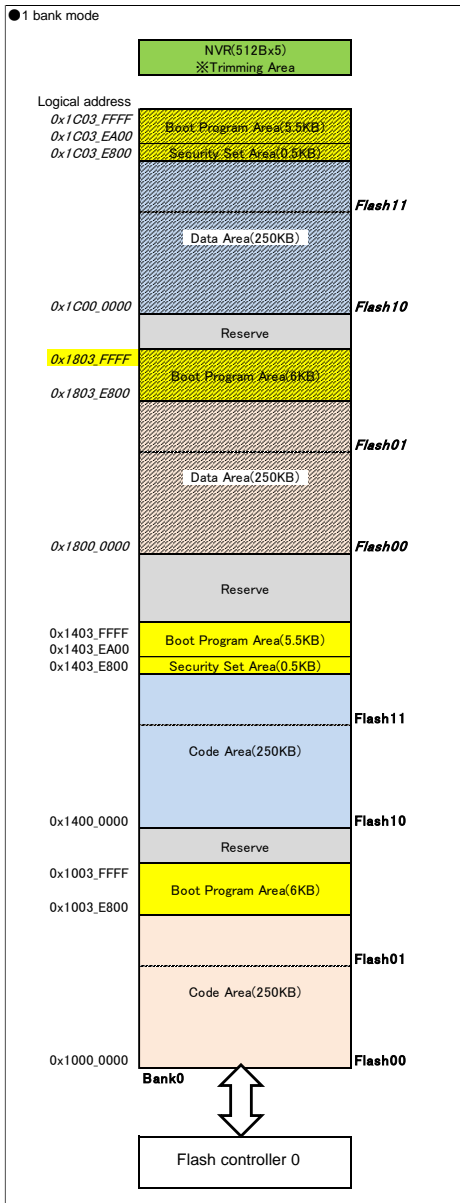 ●1 bank mode
NVR(512Bx5)
※Trimming Area
Logical address
0x1C03_FFFF
Boot Program Area(5.5KB)
0x1C03_EA00
0x1C03_E800
Security Set Area(0.5KB)
Flash11
Data Area(250KB)
0x1C00_0000
Flash10
Reserve
0x1803_FFFF
Boot Program Area(6KB)
0x1803_E800
Flash01
Data Area(250KB)
0x1800_0000
Flash00
Reserve
0x1403_FFFF
Boot Program Area(5.5KB)
0x1403_EA00
0x1403_E800
Security Set Area(0.5KB)
Flash11
Code Area(250KB)
0x1400_0000
Flash10
Reserve
0x1003_FFFF
Boot Program Area(6KB)
0x1003_E800
Flash01
Code Area(250KB)
0x1000_0000
Flash00
Bank0
Flash controller 0